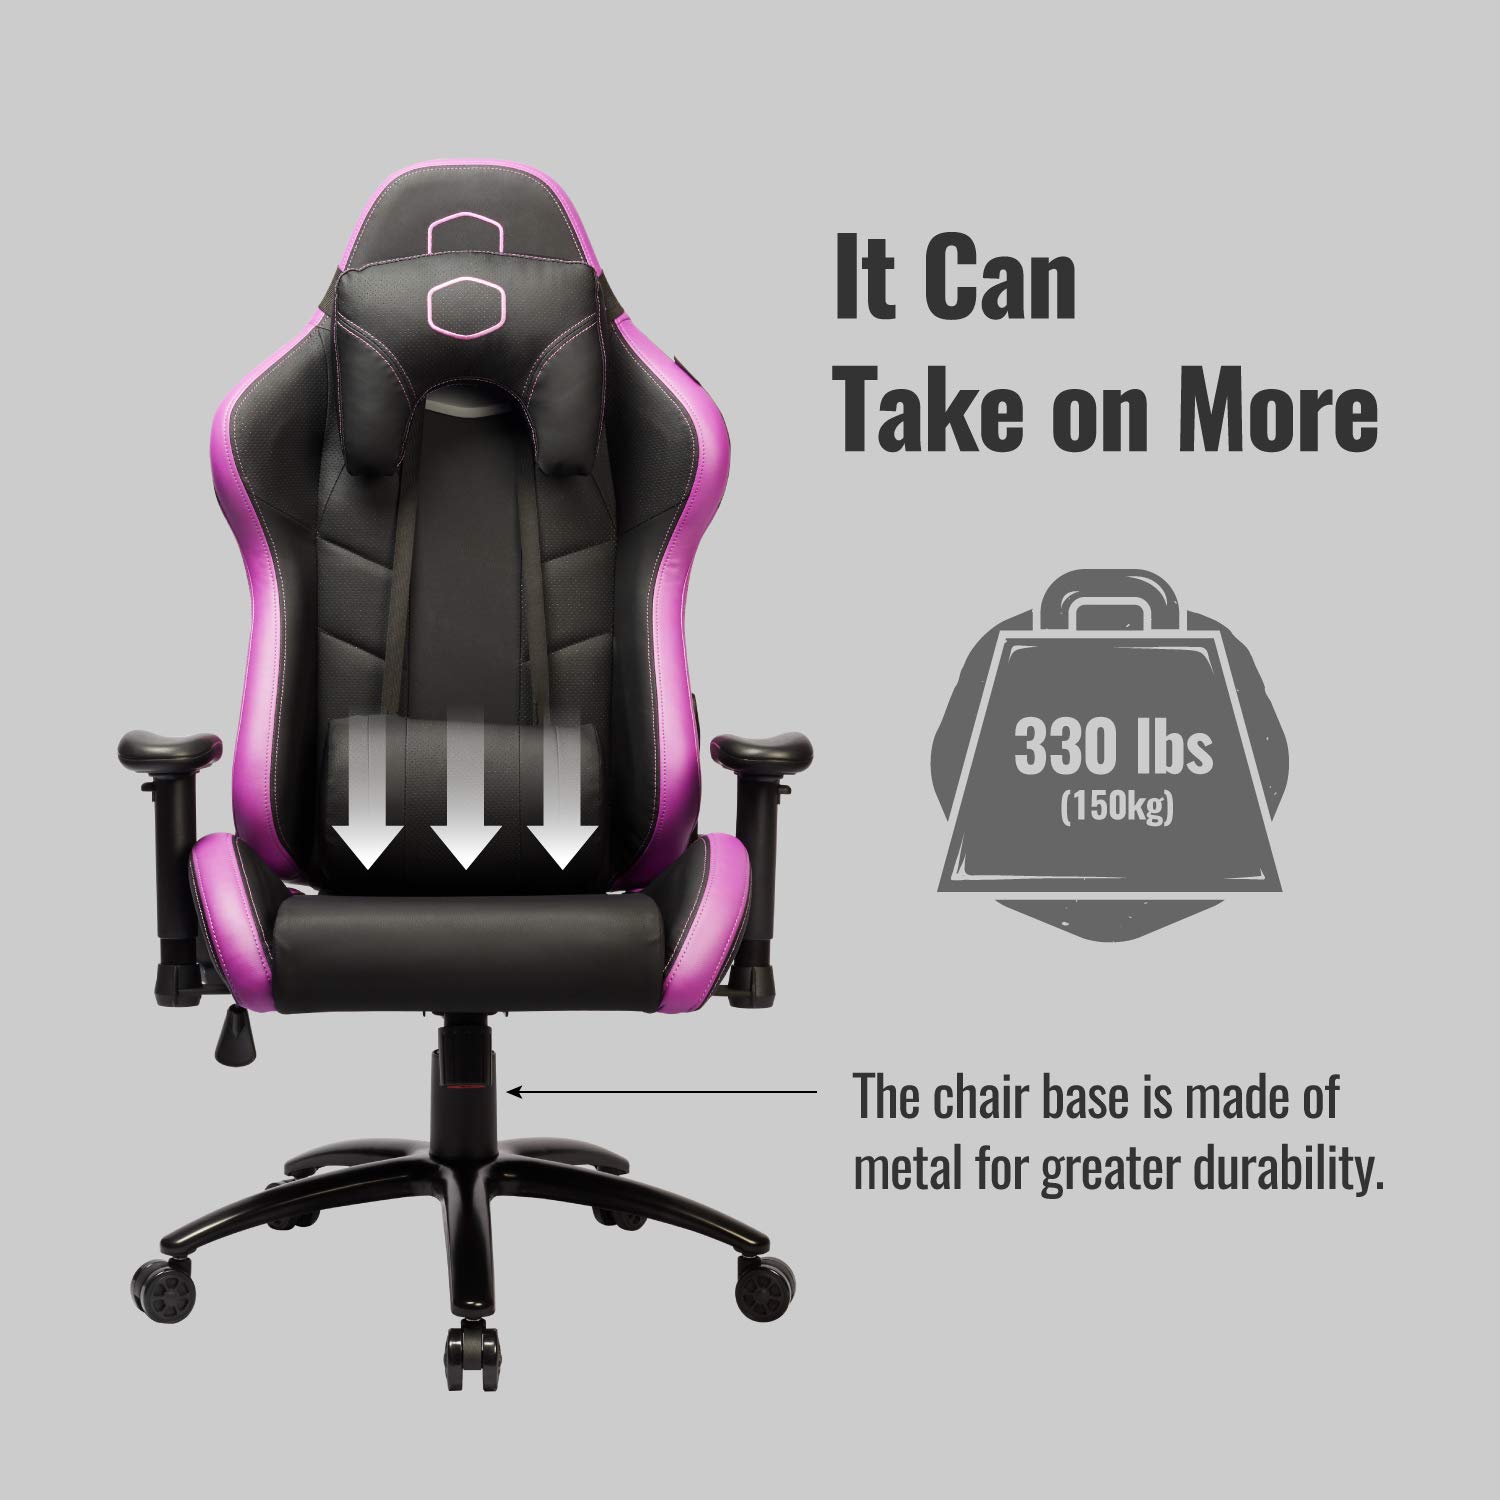 It Can
Take on More
330 lbs
(150kg)
The chair base is made of
metal for greater durability.